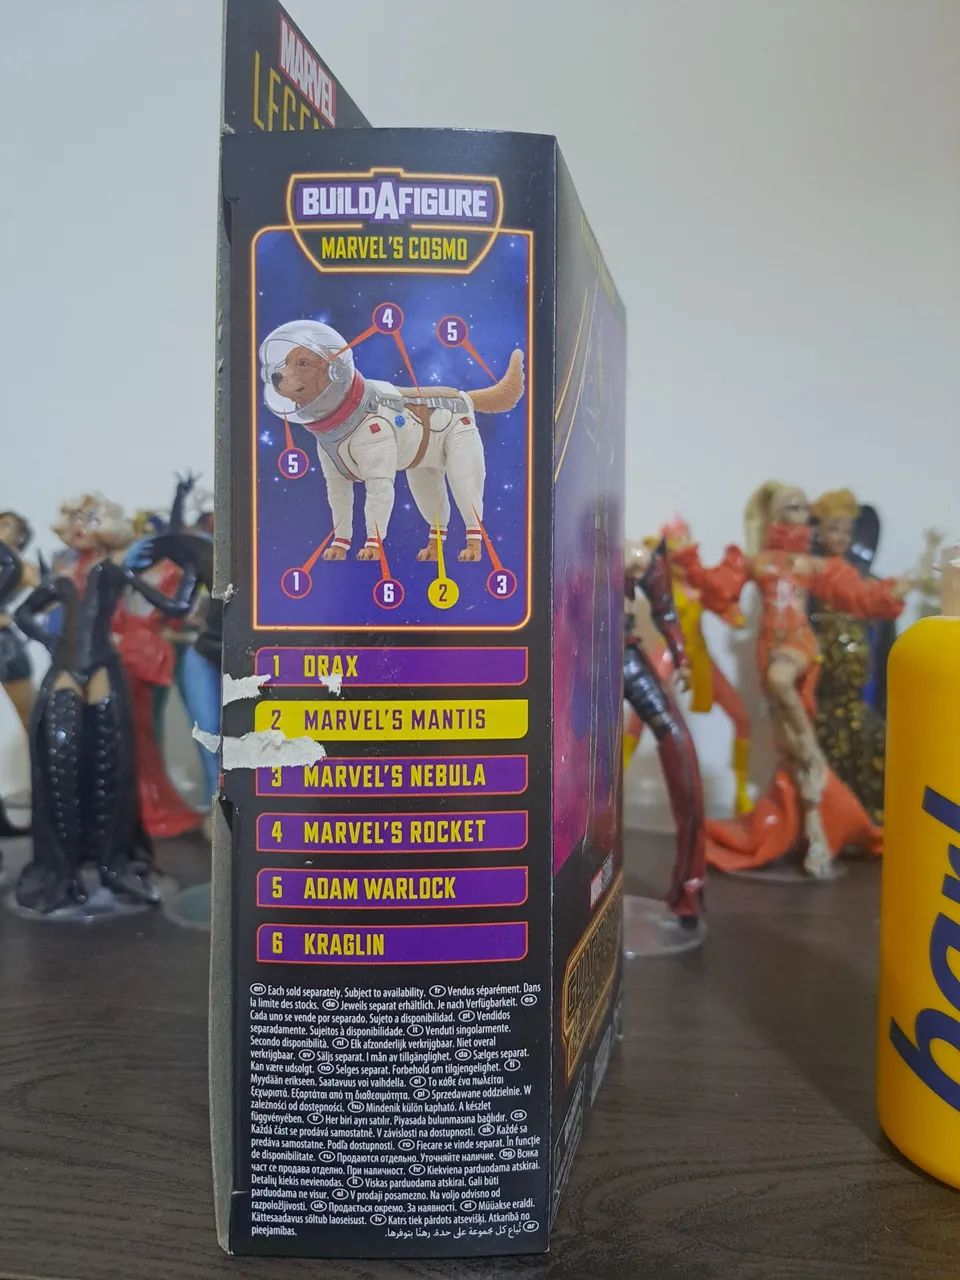 MARVEL
LEGEN
BUILDAFIGURE
MARVEL'S COSMO
4
5
5
1
6
2
3
1 DRAX
2 MARVEL'S MANTIS
3 MARVEL'S NEBULA
4 MARVEL'S ROCKET
5 ADAM WARLOCK
6 KRAGLIN
en Each sold separately. Subject to availability. fr Vendus séparément. Dans
la limite des stocks. de Jeweils separat erhältlich. Je nach Verfügbarkeit. es
Cada uno se vende por separado. Sujeto a disponibilidad. pt Vendidos
separadamente. Sujeitos à disponibilidade. it Venduti singolarmente.
Secondo disponibilità. nl Elk afzonderlijk verkrijgbaar. Niet overal
verkrijgbaar. sv Säljs separat. I mån av tillgänglighet. da Sælges separat.
Kan være udsolgt. no Selges separat. Forbehold om tilgjengelighet. fi
Myydään erikseen. Saatavuus voi vaihdella. el Το κάθε ένα πωλείται
ξεχωριστά. Εξαρτάται από τη διαθεσιμότητα. pl Sprzedawane oddzielnie. W
zależności od dostępności. hu Mindenik külön kapható. A készlet
függvényében. tr Her biri ayrı satılır. Piyasada bulunmasına bağlıdır. cs
Každá část se prodává samostatně. V závislosti na dostupnosti. sk Každé sa
predáva samostatne. Podľa dostupnosti. ro Fiecare se vinde separat. În funcție
de disponibilitate. ru Продаются отдельно. Уточняйте наличие. bg Всяка
част се продава отделно. При наличност. hr Kiekviena parduodama atskirai.
Detalių kiekis nevienodas. lt Viskas parduodama atskirai. Gali būti
parduodama ne visur. sl V prodaji posamezno. Na voljo odvisno od
razpoložljivosti. uk Продається окремо. За наявності. et Müüakse eraldi.
Kättesaadavus sõltub laoseisust. lv Katrs tiek pārdots atsevišķi. Atkarībā no
pieejamības. ar تُباع كل مجموعة على حدة. رهنًا بتوفرها.
MARVEL
bar